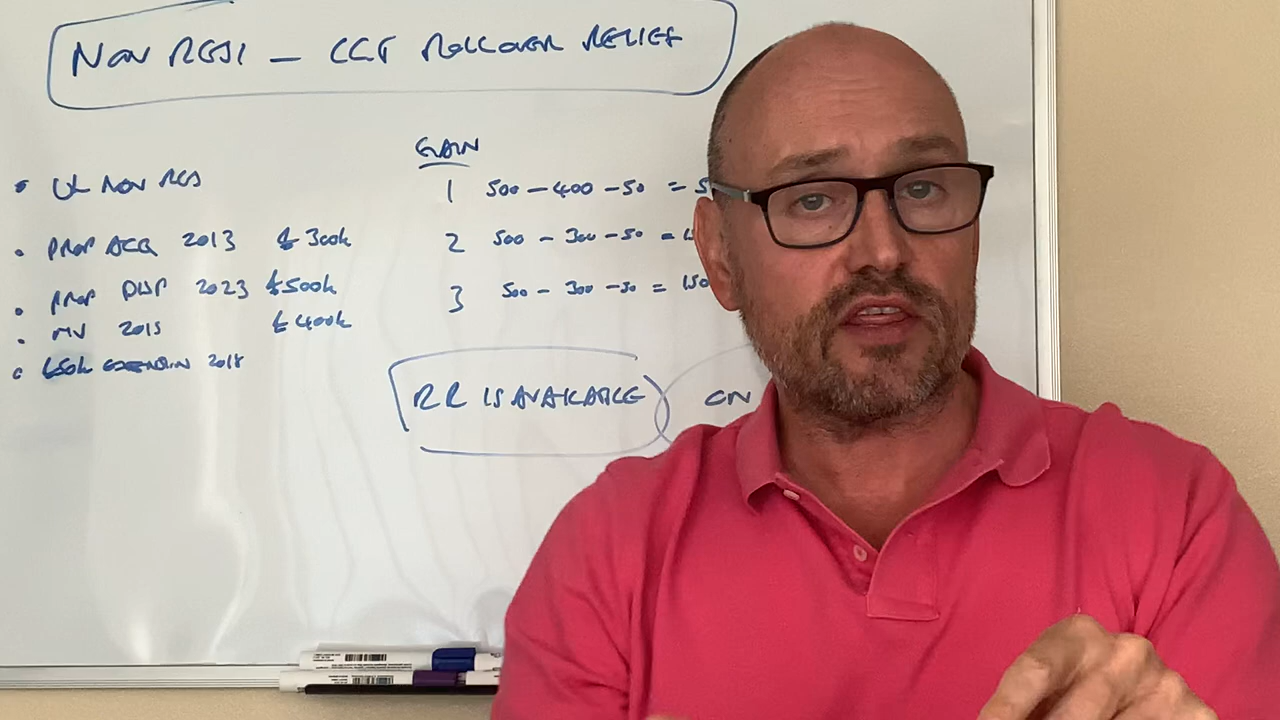 NON RESI - CGT ROLLOVER RELIEF
GAIN
• UK NON RES
• PROP ACQ 2013 £300k
• PROP DISP 2023 £500k
• MV 2015 £400k
• £50k EXTENSION 2018
1 500 - 400 - 50 = 5
2 500 - 300 - 50 =
3 500 - 300 - 50 = 150
RR IS AVAILABLE
ON